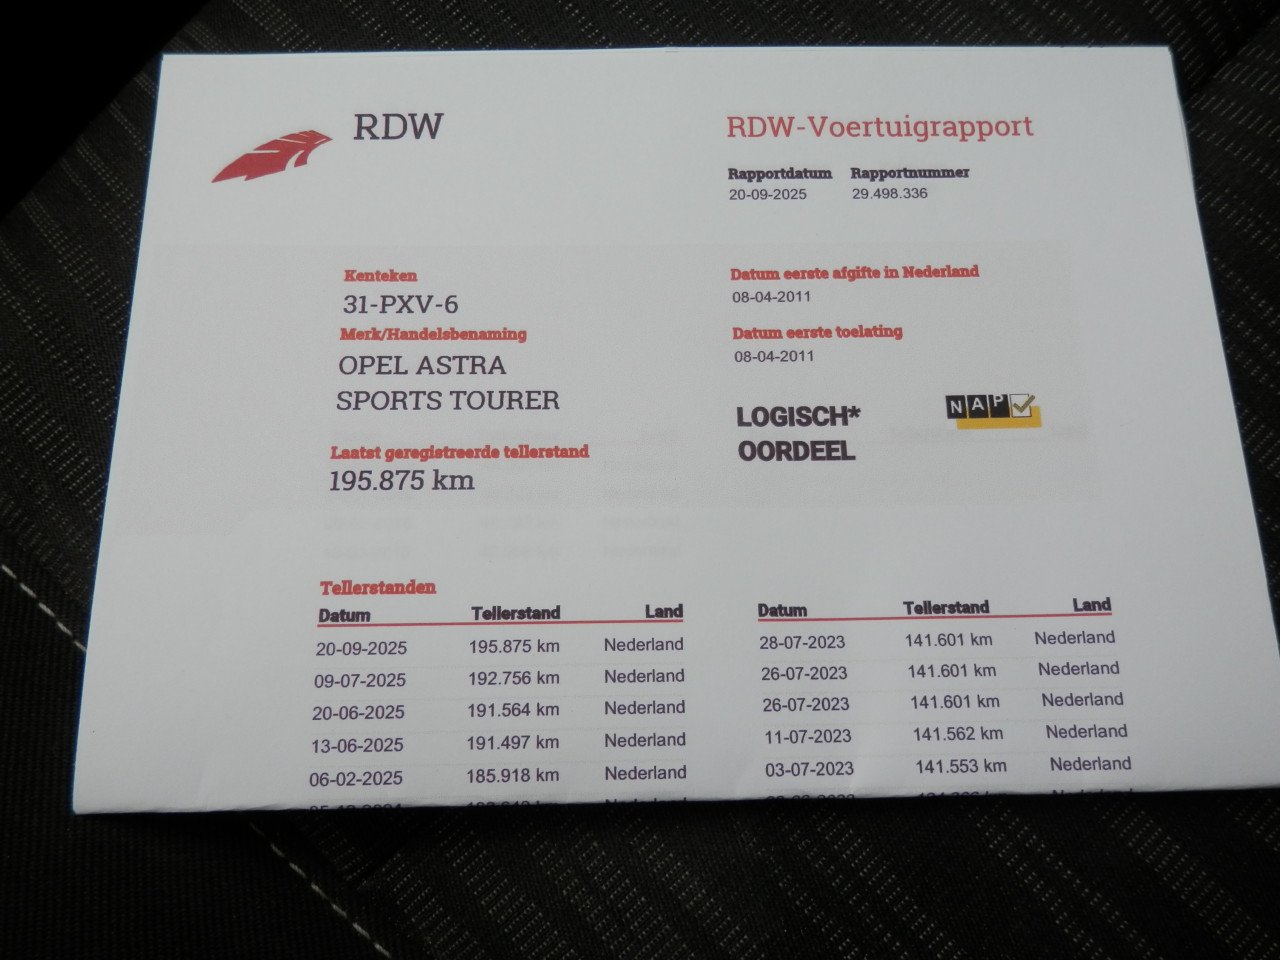 RDW
RDW-Voertuigrapport
Rapportdatum Rapportnummer
20-09-2025 29.498.336
Kenteken
31-PXV-6
Merk/Handelsbenaming
OPEL ASTRA
SPORTS TOURER
Laatst geregistreerde tellerstand
195.875 km
Datum eerste afgifte in Nederland
08-04-2011
Datum eerste toelating
08-04-2011
LOGISCH*
OORDEEL
NAP
Tellerstanden
Datum Tellerstand Land
20-09-2025 195.875 km Nederland
09-07-2025 192.756 km Nederland
20-06-2025 191.564 km Nederland
13-06-2025 191.497 km Nederland
06-02-2025 185.918 km Nederland
Datum Tellerstand Land
28-07-2023 141.601 km Nederland
26-07-2023 141.601 km Nederland
26-07-2023 141.601 km Nederland
11-07-2023 141.562 km Nederland
03-07-2023 141.553 km Nederland